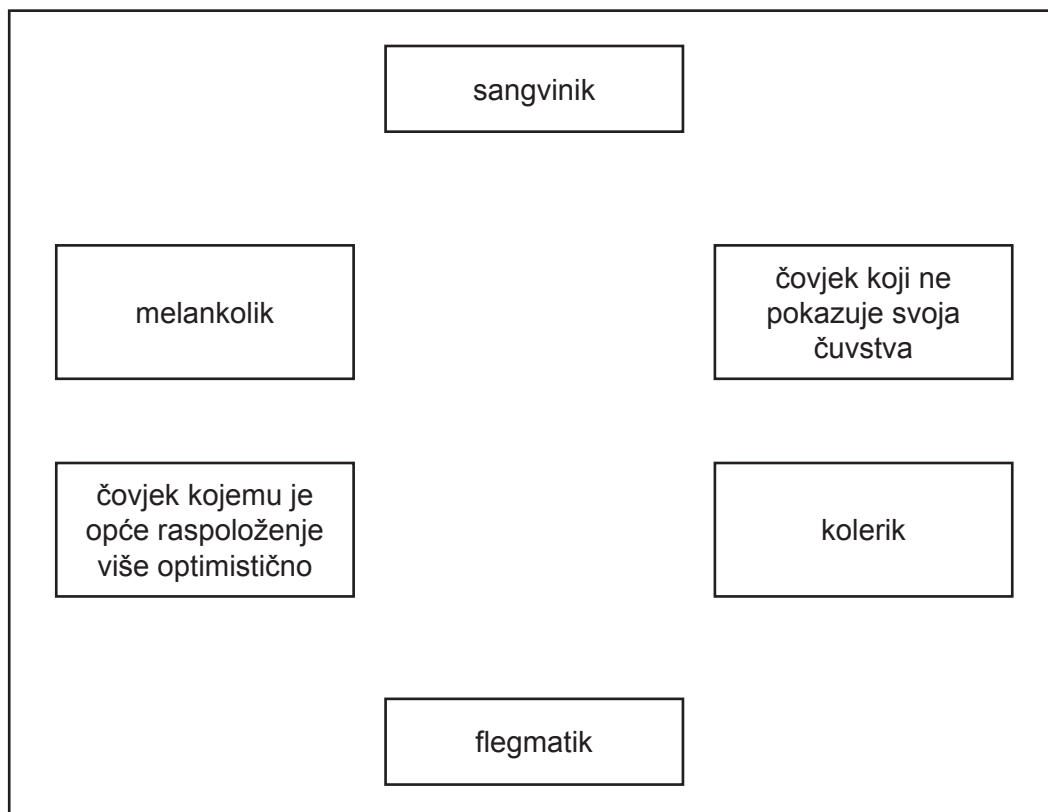 sangvinik
melankolik
čovjek koji ne
pokazuje svoja
čuvstva
čovjek kojemu je
opće raspoloženje
više optimistično
kolerik
flegmatik